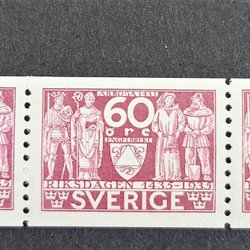 ARBOGA 1435
60
öre
ENGELBREKT
RIKSDAGEN 1435-1935
SVERIGE